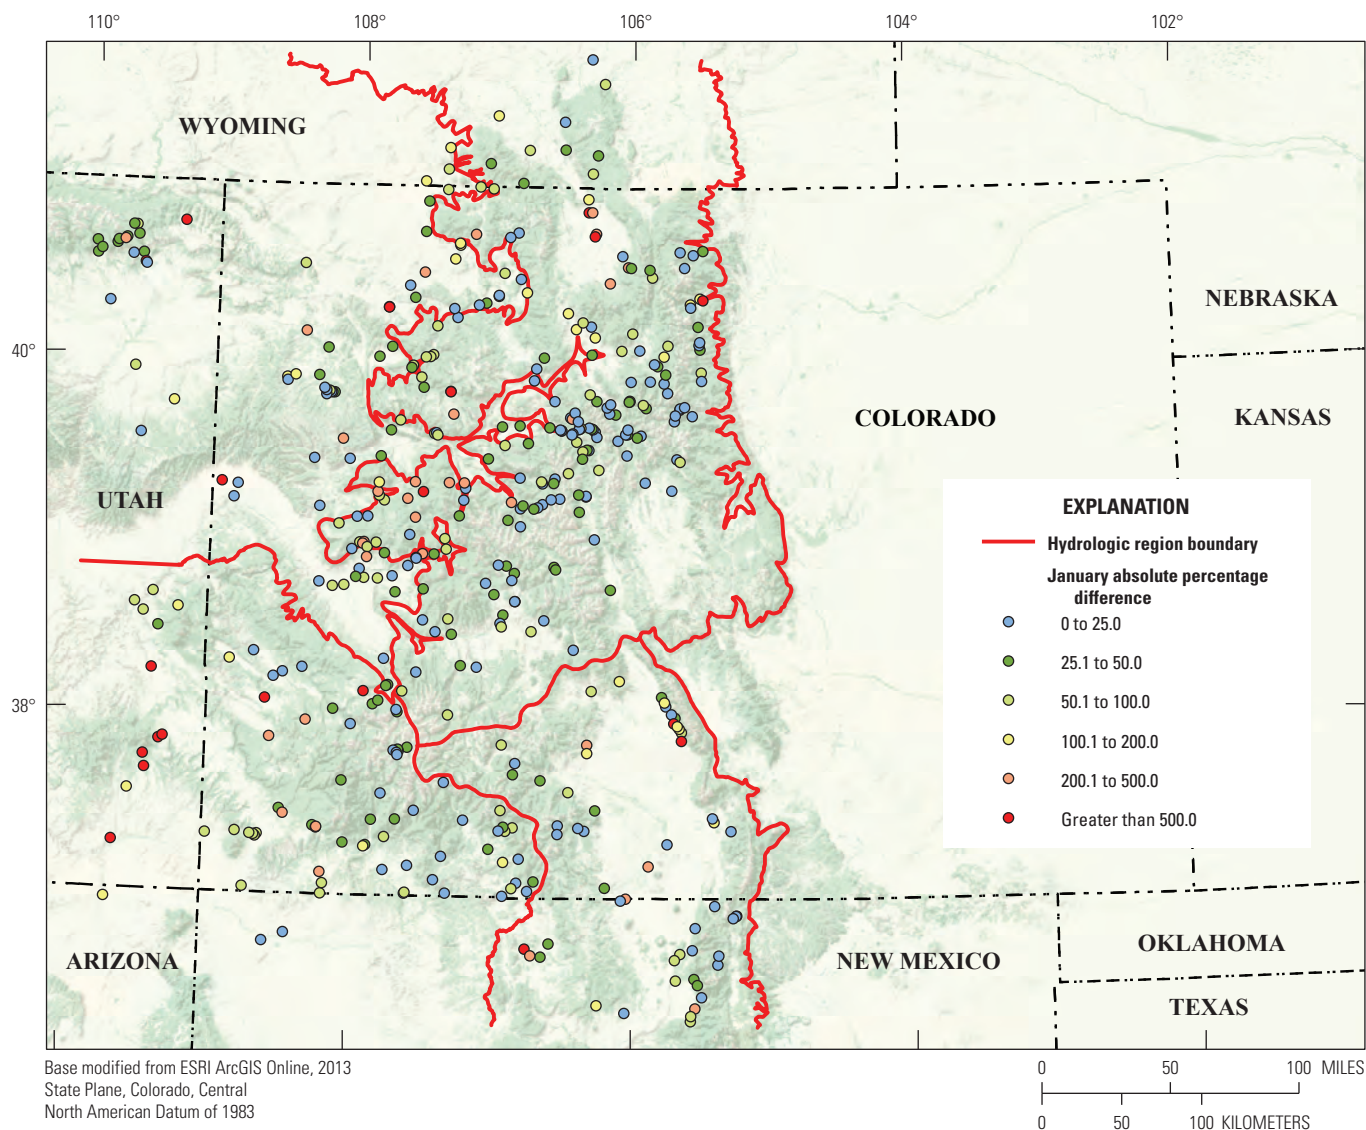 110° 108° 106° 104° 102°
WYOMING
NEBRASKA
40°
COLORADO
KANSAS
UTAH
EXPLANATION
Hydrologic region boundary
January absolute percentage
difference
0 to 25.0
25.1 to 50.0
50.1 to 100.0
100.1 to 200.0
200.1 to 500.0
Greater than 500.0
38°
ARIZONA
NEW MEXICO
OKLAHOMA
TEXAS
Base modified from ESRI ArcGIS Online, 2013
State Plane, Colorado, Central
North American Datum of 1983
0 50 100 MILES
0 50 100 KILOMETERS